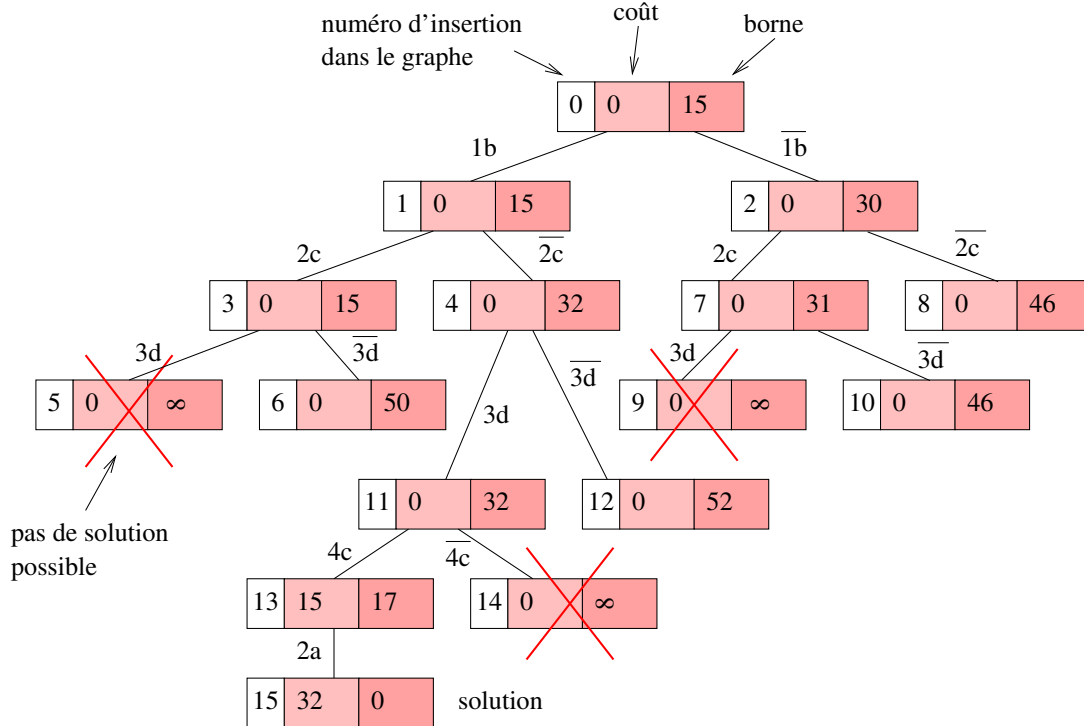 coût
numéro d'insertion
dans le graphe
borne
0 0 15
1b
1b
1 0 15
2 0 30
2c
2c
2c
2c
3 0 15
4 0 32
7 0 31
8 0 46
3d
3d
3d
3d
3d
5 0 ∞
6 0 50
9 0 ∞
10 0 46
3d
11 0 32
12 0 52
pas de solution
possible
4c
4c
13 15 17
14 0 ∞
2a
15 32 0
solution